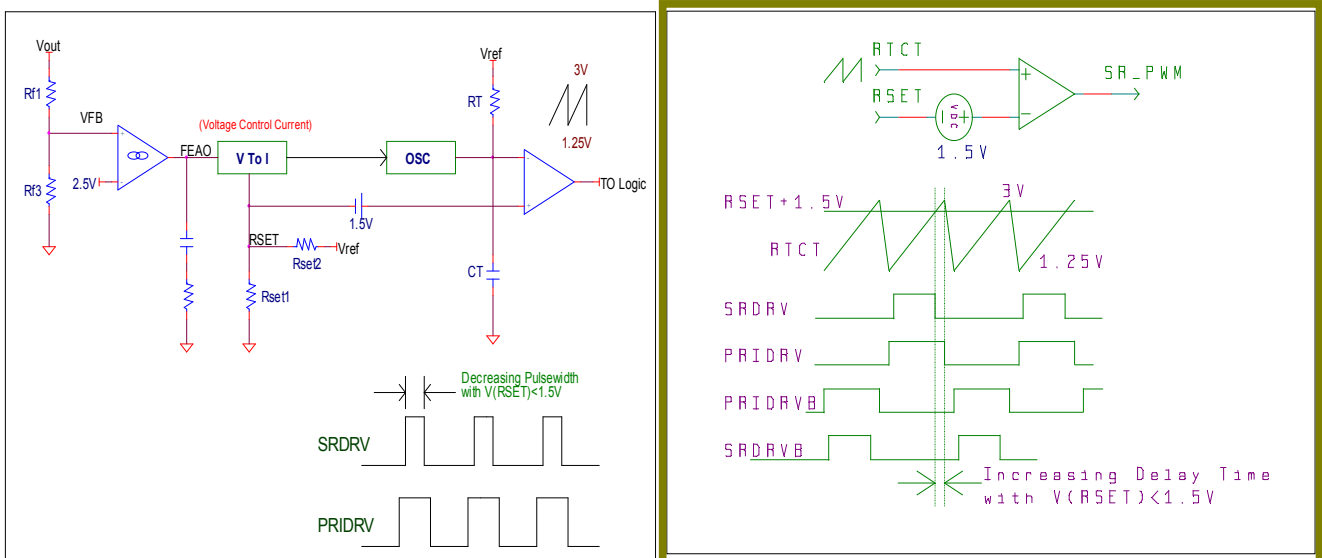 Vout
Rf1
VFB
Rf3
2.5V
FEAO
(Voltage Control Current)
V To I
OSC
Vref
RT
3V
1.25V
TO Logic
1.5V
RSET
Vref
Rset2
Rset1
CT
Decreasing Pulsewidth
with V(RSET)<1.5V
SRDRV
PRIDRV
RTCT
RSET
VDC
1.5V
SR_PWM
RSET+1.5V
3V
RTCT
1.25V
SRDRV
PRIDRV
PRIDRVB
SRDRVB
Increasing Delay Time
with V(RSET)<1.5V